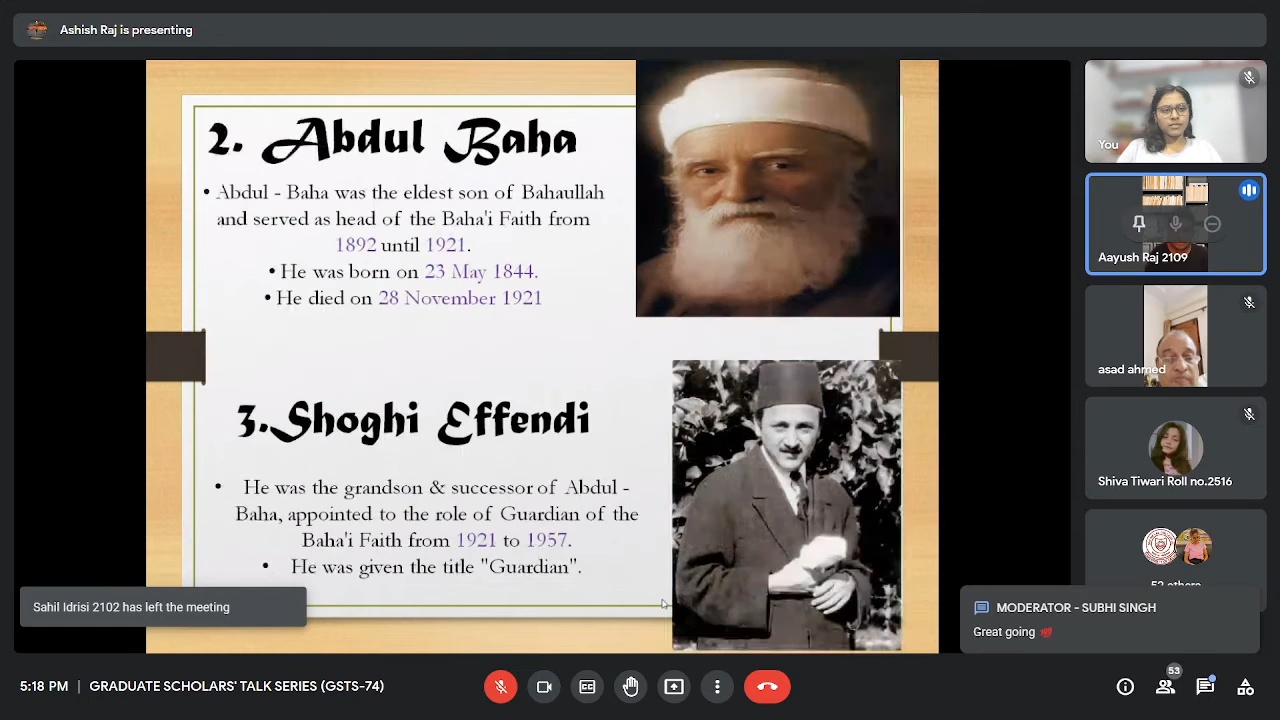 Ashish Raj is presenting
2. Abdul Baha
• Abdul - Baha was the eldest son of Bahaullah
and served as head of the Baha'i Faith from
1892 until 1921.
• He was born on 23 May 1844.
• He died on 28 November 1921
3.Shoghi Effendi
• He was the grandson & successor of Abdul -
Baha, appointed to the role of Guardian of the
Baha'i Faith from 1921 to 1957.
• He was given the title "Guardian".
You
Aayush Raj 2109
asad ahmed
Shiva Tiwari Roll no.2516
52 others
Sahil Idrisi 2102 has left the meeting
MODERATOR - SUBHI SINGH
Great going 💯
5:18 PM | GRADUATE SCHOLARS' TALK SERIES (GSTS-74)
53